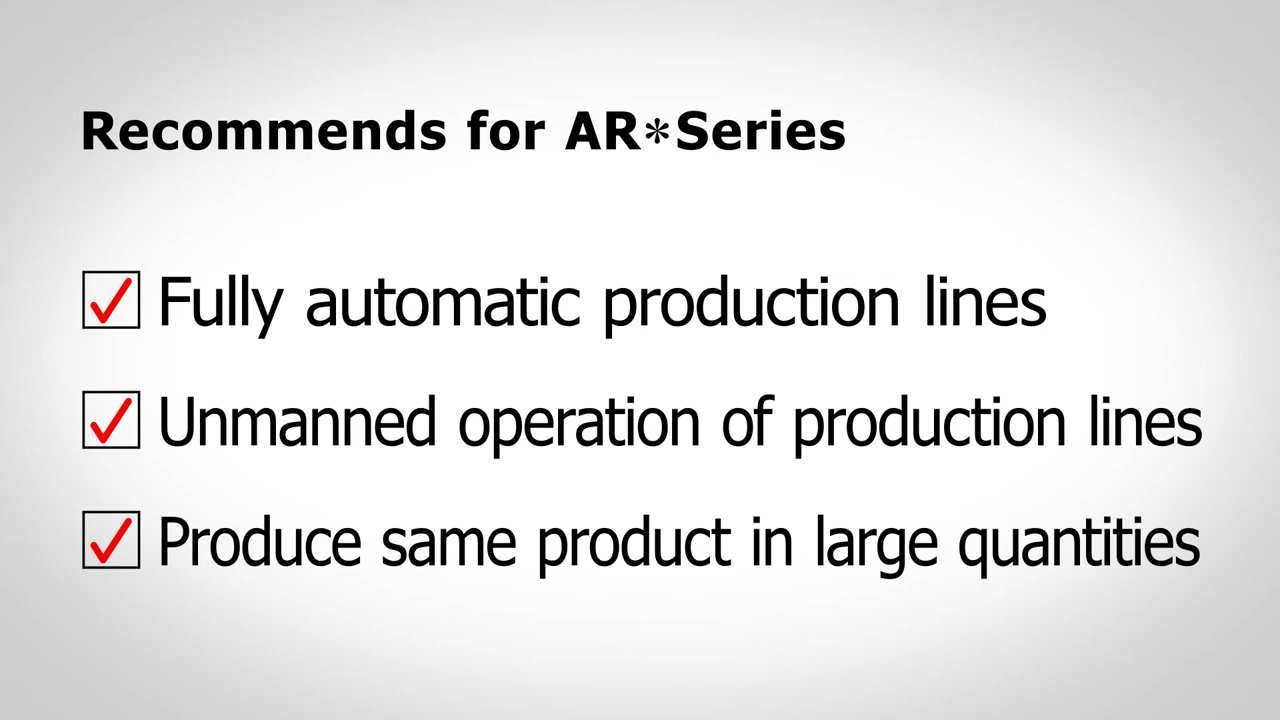 Recommends for AR*Series
Fully automatic production lines
Unmanned operation of production lines
Produce same product in large quantities